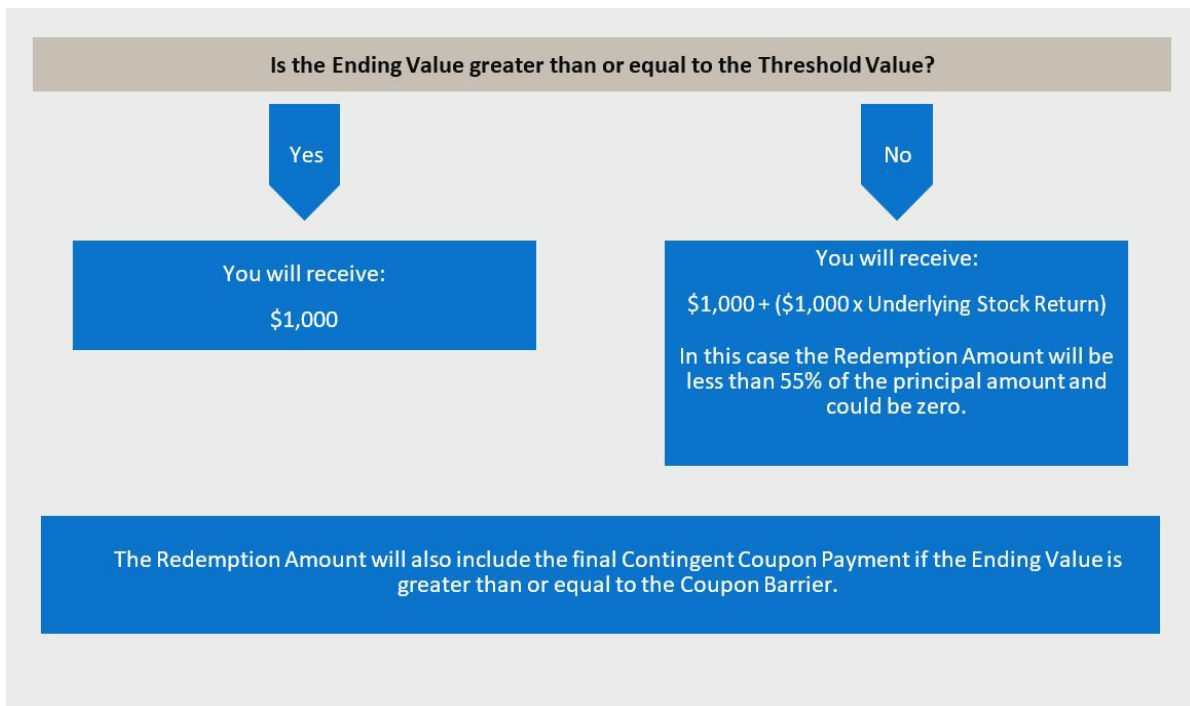 Is the Ending Value greater than or equal to the Threshold Value?
Yes
No
You will receive:
$1,000
You will receive:
$1,000 + ($1,000 x Underlying Stock Return)
In this case the Redemption Amount will be
less than 55% of the principal amount and
could be zero.
The Redemption Amount will also include the final Contingent Coupon Payment if the Ending Value is
greater than or equal to the Coupon Barrier.